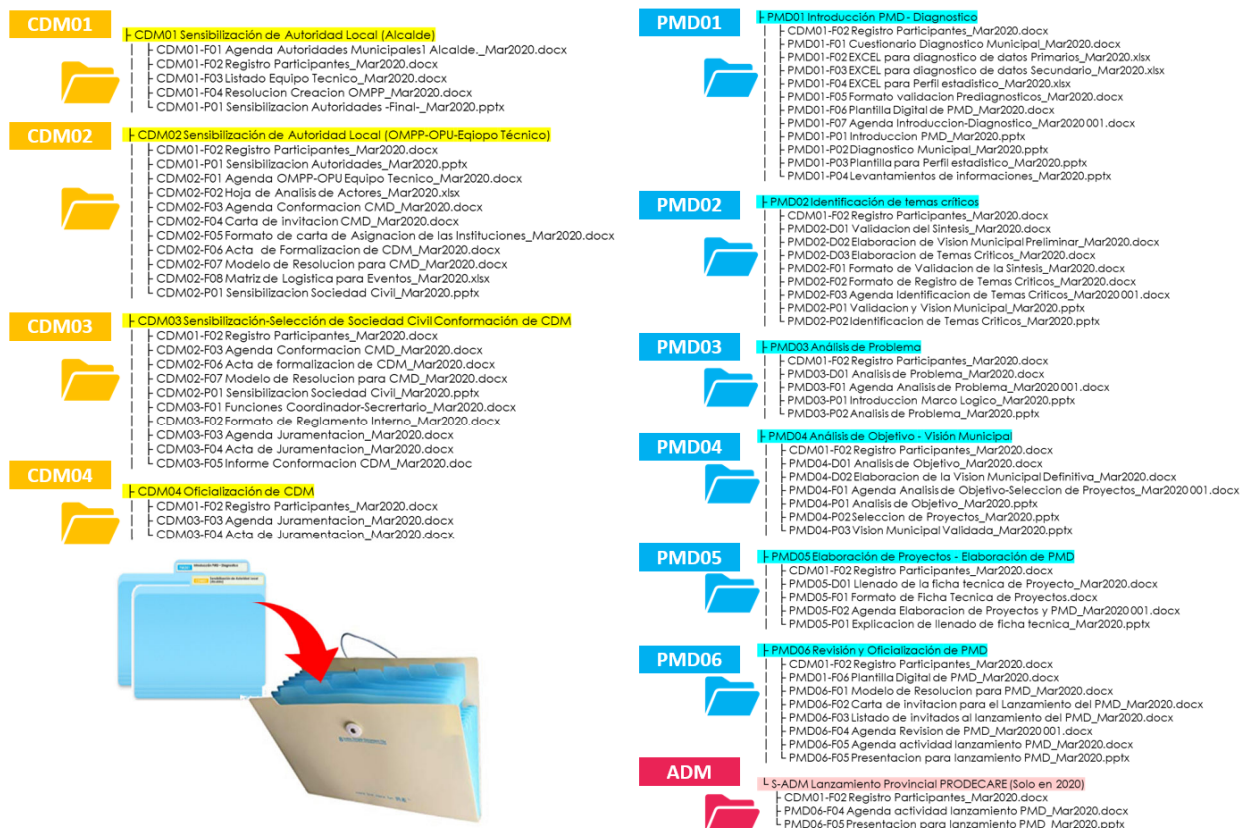 CDM01
├ CDM01 Sensibilización de Autoridad Local (Alcalde)
├ CDM01-F01 Agenda Autoridades Municipales1 Alcalde._Mar2020.docx
├ CDM01-F02 Registro Participantes_Mar2020.docx
├ CDM01-F03 Listado Equipo Tecnico_Mar2020.docx
├ CDM01-F04 Resolucion Creacion OMPP_Mar2020.docx
└ CDM01-P01 Sensibilizacion Autoridades -Final-_Mar2020.pptx
CDM02
├ CDM02 Sensibilización de Autoridad Local (OMPP-OPU-Eqiopo Técnico)
├ CDM01-F02 Registro Participantes_Mar2020.docx
├ CDM01-P01 Sensibilizacion Autoridades_Mar2020.pptx
├ CDM02-F01 Agenda OMPP-OPU Equipo Tecnico_Mar2020.docx
├ CDM02-F02 Hoja de Analisis de Actores_Mar2020.xlsx
├ CDM02-F03 Agenda Conformacion CMD_Mar2020.docx
├ CDM02-F04 Carta de invitacion CMD_Mar2020.docx
├ CDM02-F05 Formato de carta de Asignacion de las Instituciones_Mar2020.docx
├ CDM02-F06 Acta  de Formalizacion de CDM_Mar2020.docx
├ CDM02-F07 Modelo de Resolucion para CMD_Mar2020.docx
├ CDM02-F08 Matriz de Logistica para Eventos_Mar2020.xlsx
└ CDM02-P01 Sensibilizacion Sociedad Civil_Mar2020.pptx
CDM03
├ CDM03 Sensibilización-Selección de Sociedad Civil Conformación de CDM
├ CDM01-F02 Registro Participantes_Mar2020.docx
├ CDM02-F03 Agenda Conformacion CMD_Mar2020.docx
├ CDM02-F06 Acta de formalizacion de CDM_Mar2020.docx
├ CDM02-F07 Modelo de Resolucion para CMD_Mar2020.docx
├ CDM02-P01 Sensibilizacion Sociedad Civil_Mar2020.pptx
├ CDM03-F01 Funciones Coordinador-Secrertario_Mar2020.docx
├ CDM03-F02 Formato de Reglamento Interno_Mar2020.docx
├ CDM03-F03 Agenda Juramentacion_Mar2020.docx
├ CDM03-F04 Acta de Juramentacion_Mar2020.docx
└ CDM03-F05 Informe Conformacion CDM_Mar2020.doc
CDM04
├ CDM04 Oficialización de CDM
├ CDM01-F02 Registro Participantes_Mar2020.docx
├ CDM03-F03 Agenda Juramentacion_Mar2020.docx
└ CDM03-F04 Acta de Juramentacion_Mar2020.docx
PMD01
├ PMD01 Introducción PMD - Diagnostico
├ CDM01-F02 Registro Participantes_Mar2020.docx
├ PMD01-F01 Cuestionario Diagnostico Municipal_Mar2020.docx
├ PMD01-F02 EXCEL para diagnostico de datos Primarios_Mar2020.xlsx
├ PMD01-F03 EXCEL para diagnostico de datos Secundario_Mar2020.xlsx
├ PMD01-F04 EXCEL para Perfil estadistico_Mar2020.xlsx
├ PMD01-F05 Formato validacion Prediagnosticos_Mar2020.docx
├ PMD01-F06 Plantilla Digital de PMD_Mar2020.docx
├ PMD01-F07 Agenda Introduccion-Diagnostico_Mar2020 001.docx
├ PMD01-P01 Introduccion PMD_Mar2020.pptx
├ PMD01-P02 Diagnostico Municipal_Mar2020.pptx
├ PMD01-P03 Plantilla para Perfil estadistico_Mar2020.pptx
└ PMD01-P04 Levantamientos de informaciones_Mar2020.pptx
PMD02
├ PMD02 Identificación de temas críticos
├ CDM01-F02 Registro Participantes_Mar2020.docx
├ PMD02-D01 Validacion del Sintesis_Mar2020.docx
├ PMD02-D02 Elaboracion de Vision Municipal Preliminar_Mar2020.docx
├ PMD02-D03 Elaboracion de Temas Criticos_Mar2020.docx
├ PMD02-F01 Formato de Validacion de la Sintesis_Mar2020.docx
├ PMD02-F02 Formato de Registro de Temas Criticos_Mar2020.docx
├ PMD02-F03 Agenda Identificacion de Temas Criticos_Mar2020 001.docx
├ PMD02-P01 Validacion y Vision Municipal_Mar2020.pptx
└ PMD02-P02 Identificacion de Temas Criticos_Mar2020.pptx
PMD03
├ PMD03 Análisis de Problema
├ CDM01-F02 Registro Participantes_Mar2020.docx
├ PMD03-D01 Analisis de Problema_Mar2020.docx
├ PMD03-F01 Agenda Analisis de Problema_Mar2020 001.docx
├ PMD03-P01 Introduccion Marco Logico_Mar2020.pptx
└ PMD03-P02 Analisis de Problema_Mar2020.pptx
PMD04
├ PMD04 Análisis de Objetivo - Visión Municipal
├ CDM01-F02 Registro Participantes_Mar2020.docx
├ PMD04-D01 Analisis de Objetivo_Mar2020.docx
├ PMD04-D02 Elaboracion de la Vision Municipal Definitiva_Mar2020.docx
├ PMD04-F01 Agenda Analisis de Objetivo-Seleccion de Proyectos_Mar2020 001.docx
├ PMD04-P01 Analisis de Objetivo_Mar2020.pptx
├ PMD04-P02 Seleccion de Proyectos_Mar2020.pptx
└ PMD04-P03 Vision Municipal Validada_Mar2020.pptx
PMD05
├ PMD05 Elaboración de Proyectos - Elaboración de PMD
├ CDM01-F02 Registro Participantes_Mar2020.docx
├ PMD05-D01 Llenado de la ficha tecnica de Proyecto_Mar2020.docx
├ PMD05-F01 Formato de Ficha Tecnica de Proyectos.docx
├ PMD05-F02 Agenda Elaboracion de Proyectos y PMD_Mar2020 001.docx
└ PMD05-P01 Explicacion de llenado de ficha tecnica_Mar2020.pptx
PMD06
├ PMD06 Revisión y Oficialización de PMD
├ CDM01-F02 Registro Participantes_Mar2020.docx
├ PMD01-F06 Plantilla Digital de PMD_Mar2020.docx
├ PMD06-F01 Modelo de Resolucion para PMD_Mar2020.docx
├ PMD06-F02 Carta de invitacion para el Lanzamiento del PMD_Mar2020.docx
├ PMD06-F03 Listado de invitados al lanzamiento del PMD_Mar2020.docx
├ PMD06-F04 Agenda Revision de PMD_Mar2020 001.docx
├ PMD06-F05 Agenda actividad lanzamiento PMD_Mar2020.docx
└ PMD06-F05 Presentacion para lanzamiento PMD_Mar2020.pptx
ADM
└ S-ADM Lanzamiento Provincial PRODECARE (Solo en 2020)
├ CDM01-F02 Registro Participantes_Mar2020.docx
├ PMD06-F04 Agenda actividad lanzamiento PMD_Mar2020.docx
└ PMD06-F05 Presentacion para lanzamiento PMD_Mar2020.pptx